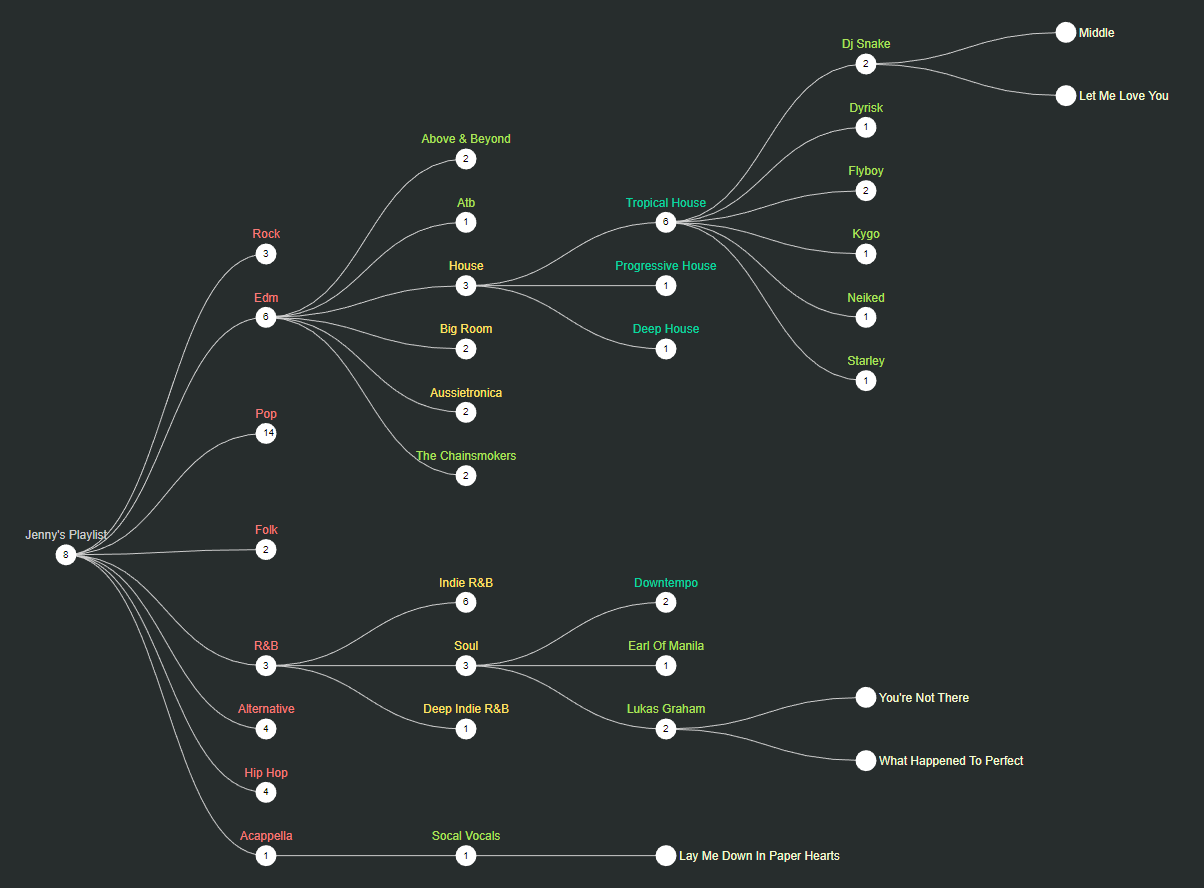 Middle
Dj Snake
2
Let Me Love You
Dyrisk
1
Above & Beyond
2
Flyboy
2
Atb
1
Tropical House
6
Rock
3
Kygo
1
House
3
Progressive House
1
Edm
6
Neiked
1
Big Room
2
Deep House
1
Starley
1
Aussietronica
2
Pop
14
The Chainsmokers
2
Jenny's Playlist
8
Folk
2
Indie R&B
6
Downtempo
2
R&B
3
Soul
3
Earl Of Manila
1
You're Not There
Alternative
4
Deep Indie R&B
1
Lukas Graham
2
What Happened To Perfect
Hip Hop
4
Acappella
1
Socal Vocals
1
Lay Me Down In Paper Hearts